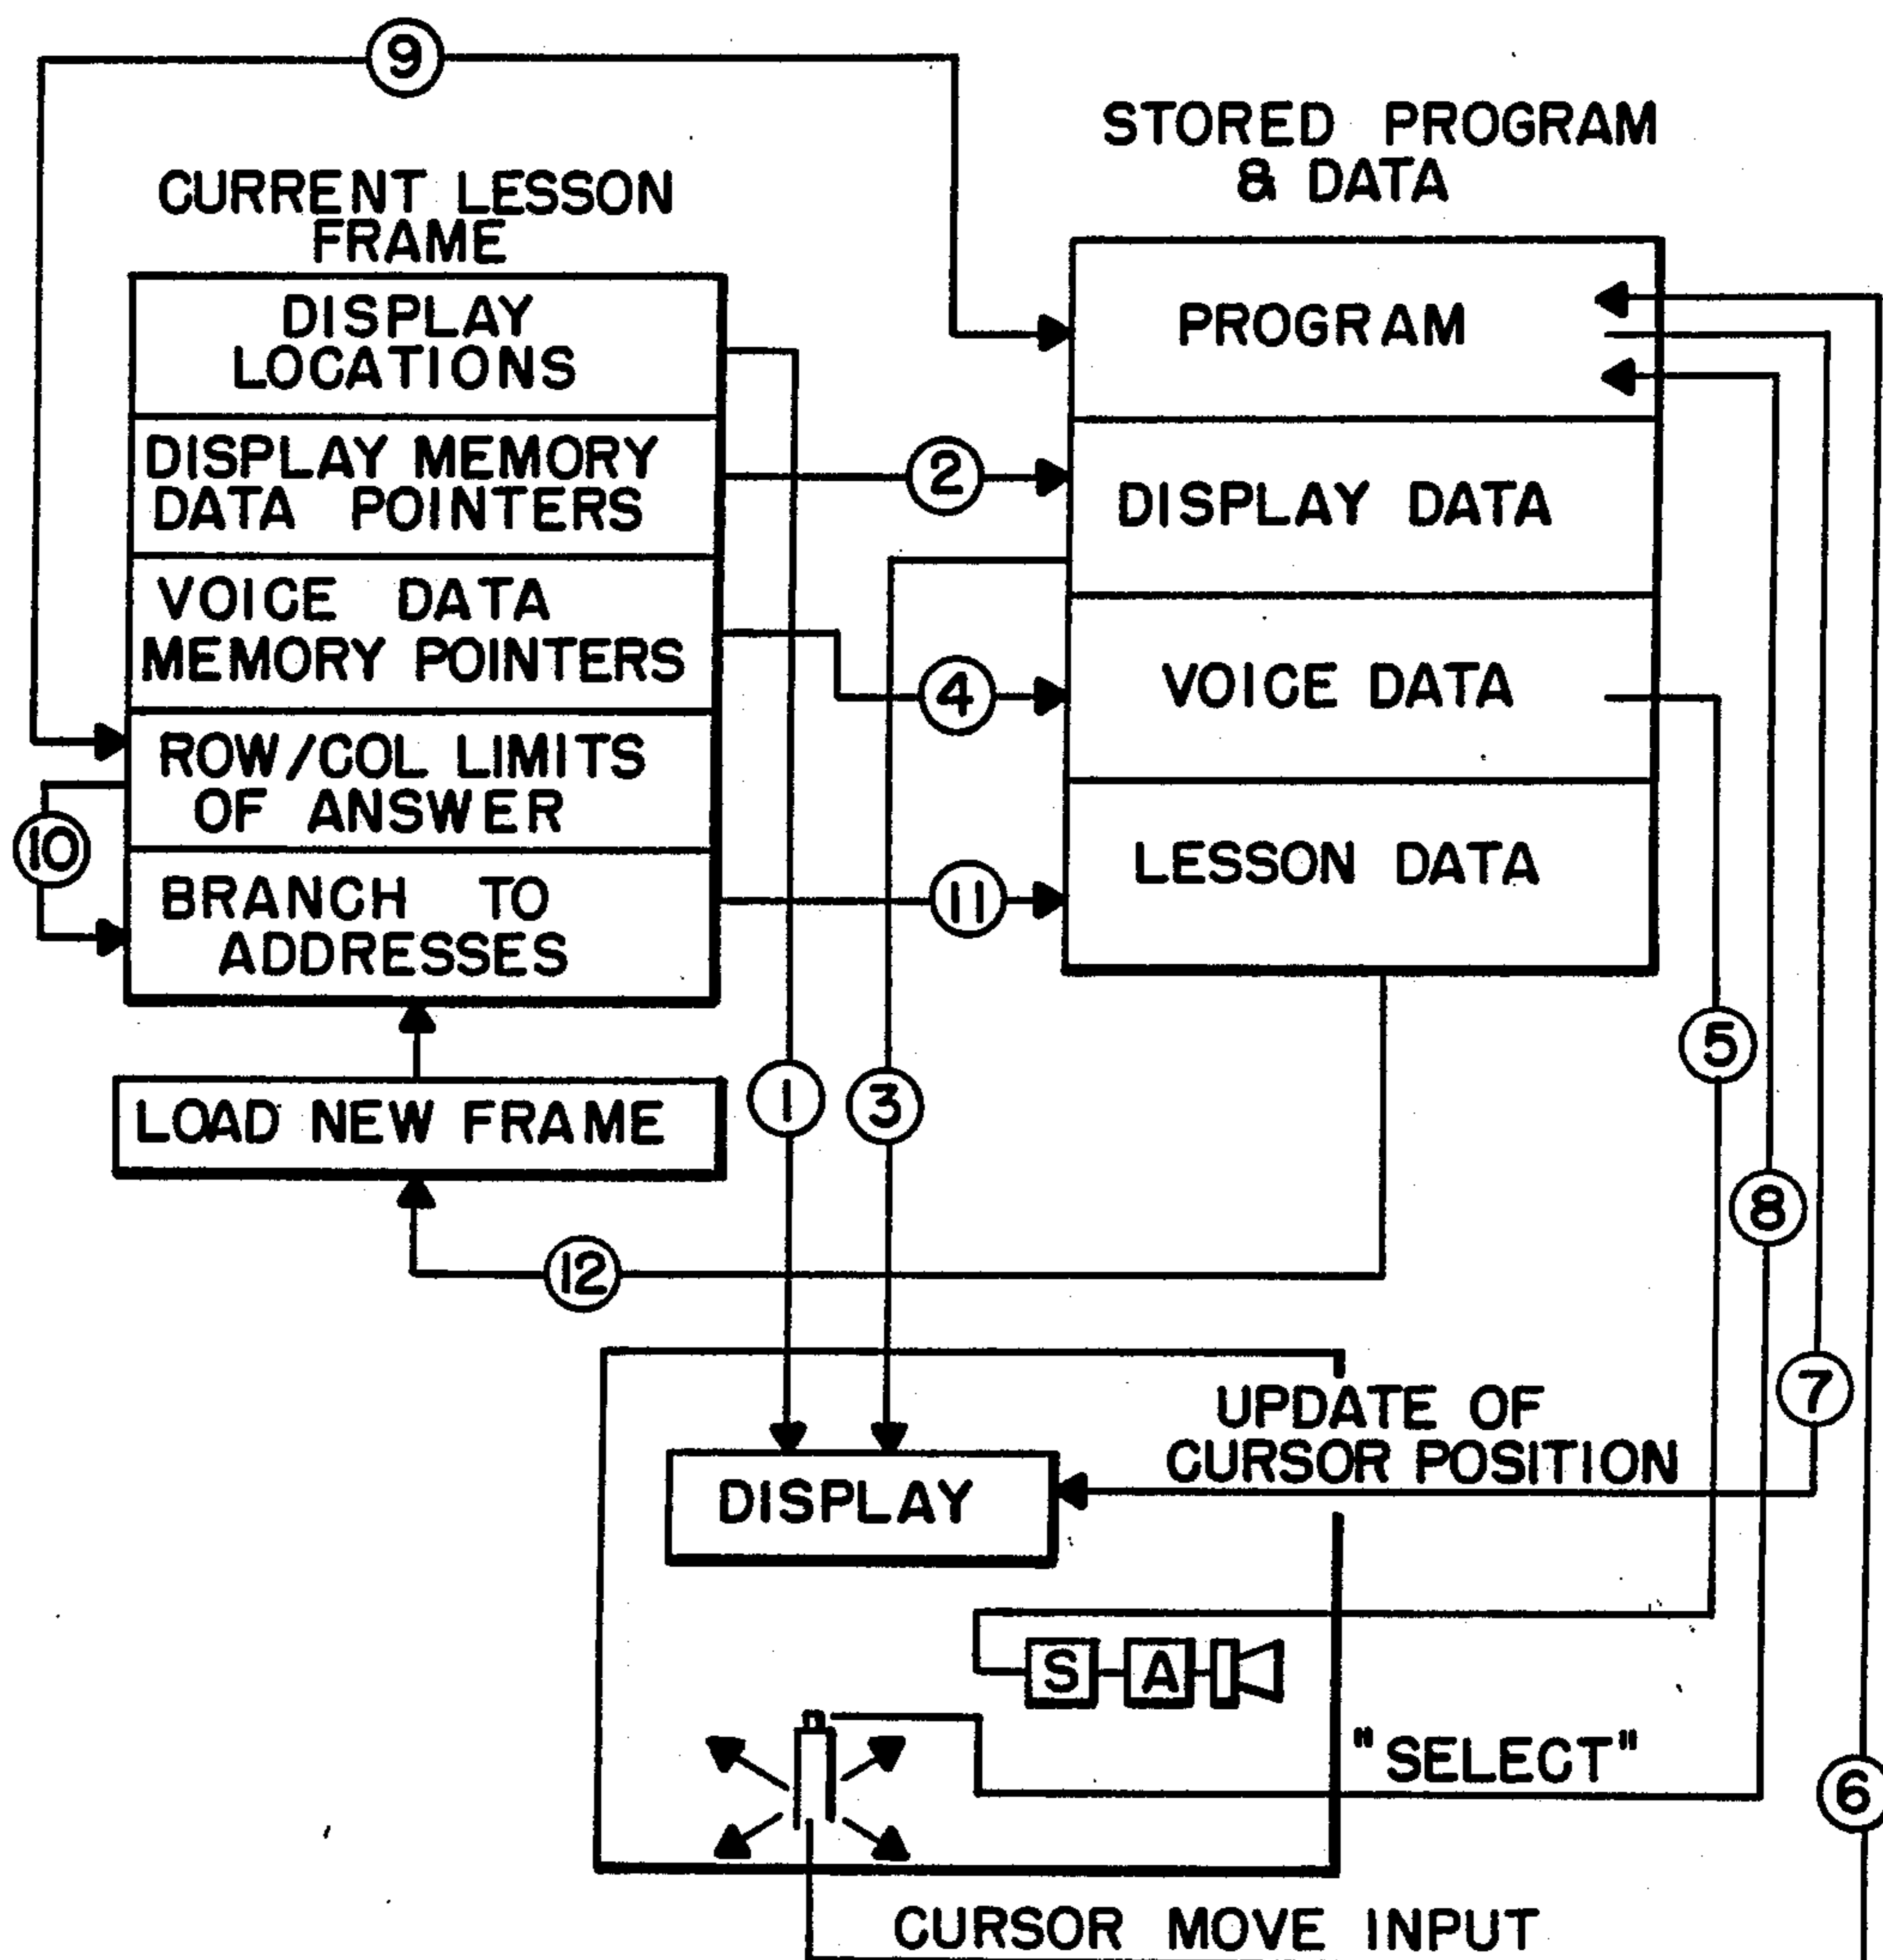 9
STORED PROGRAM
& DATA
CURRENT LESSON
FRAME
DISPLAY
LOCATIONS
DISPLAY MEMORY
DATA POINTERS
VOICE DATA
MEMORY POINTERS
ROW/COL LIMITS
OF ANSWER
BRANCH TO
ADDRESSES
10
2
4
11
PROGRAM
DISPLAY DATA
VOICE DATA
LESSON DATA
5
LOAD NEW FRAME
1
3
8
12
7
UPDATE OF
CURSOR POSITION
DISPLAY
S A
"SELECT"
6
CURSOR MOVE INPUT